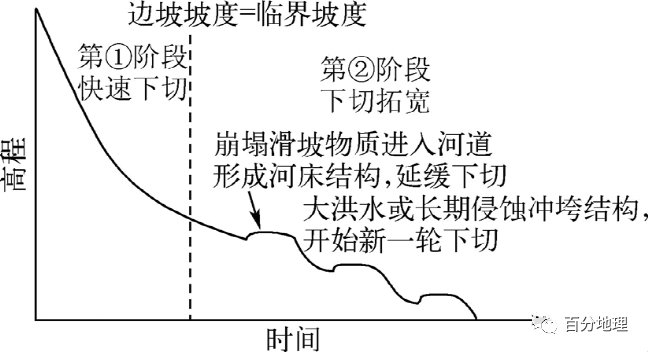 边坡坡度=临界坡度
第①阶段
快速下切
第②阶段
下切拓宽
崩塌滑坡物质进入河道
形成河床结构,延缓下切
大洪水或长期侵蚀冲垮结构,
开始新一轮下切
高程
时间
百分地理